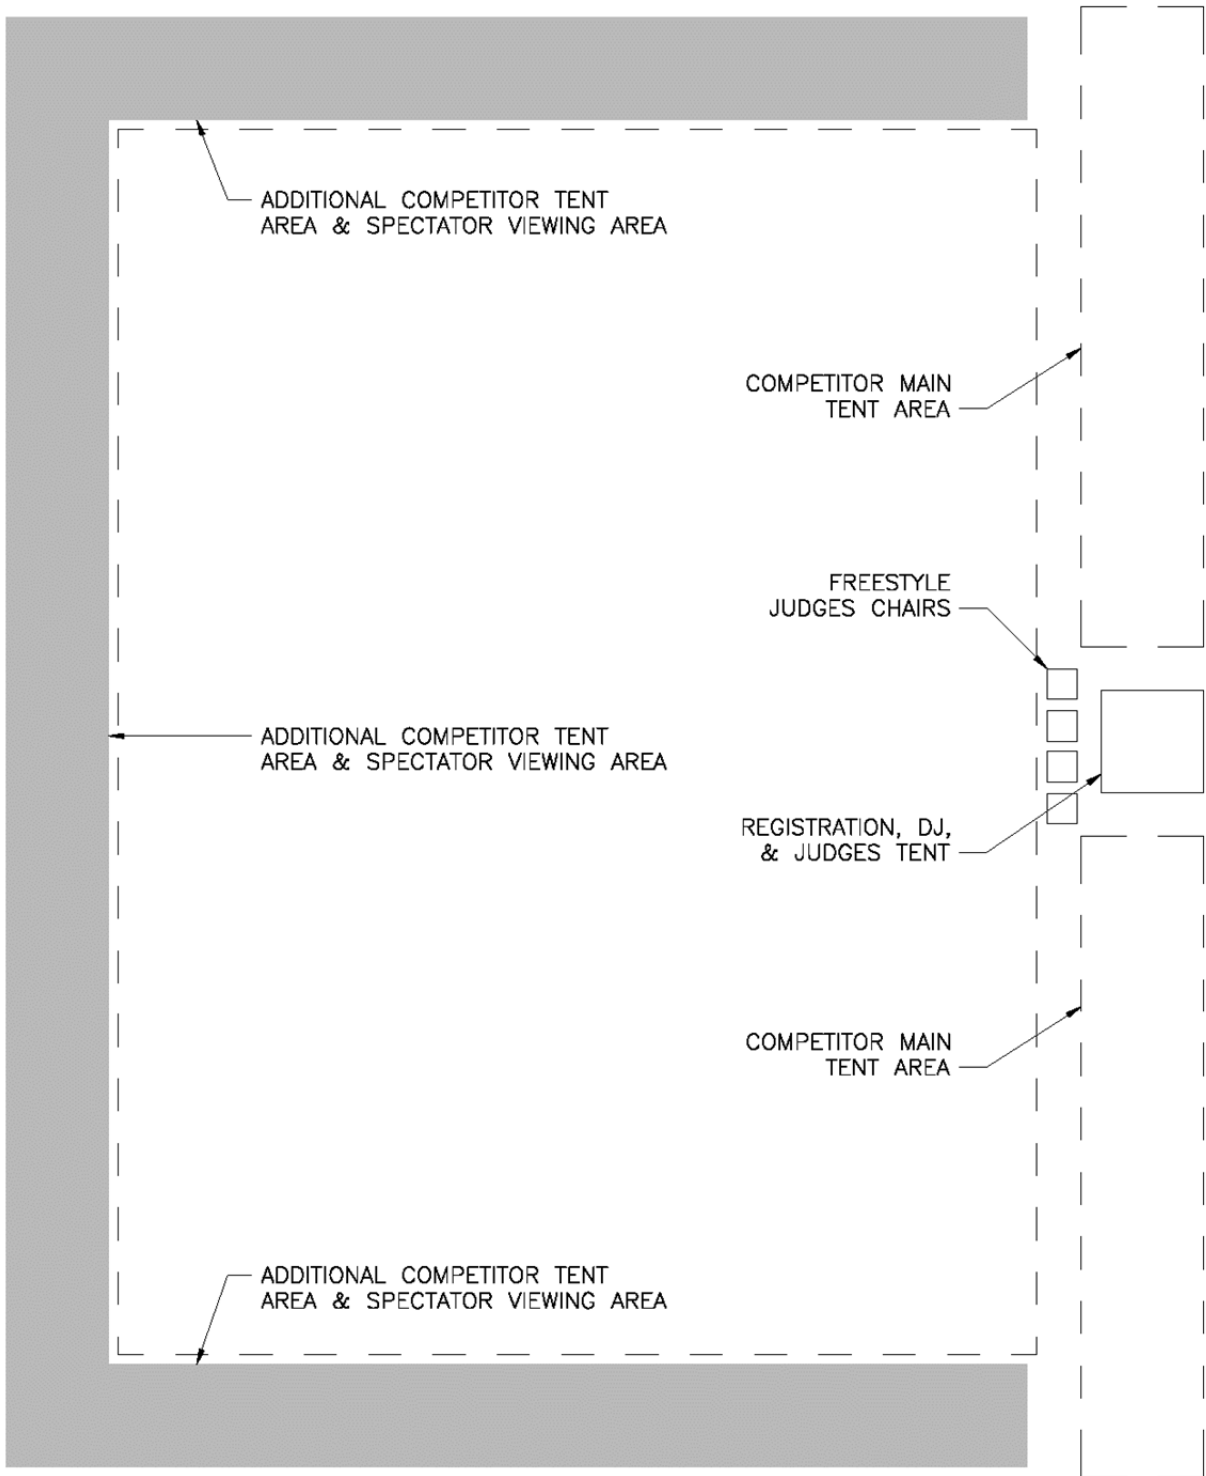 ADDITIONAL COMPETITOR TENT
AREA & SPECTATOR VIEWING AREA
COMPETITOR MAIN
TENT AREA
FREESTYLE
JUDGES CHAIRS
ADDITIONAL COMPETITOR TENT
AREA & SPECTATOR VIEWING AREA
REGISTRATION, DJ,
& JUDGES TENT
COMPETITOR MAIN
TENT AREA
ADDITIONAL COMPETITOR TENT
AREA & SPECTATOR VIEWING AREA